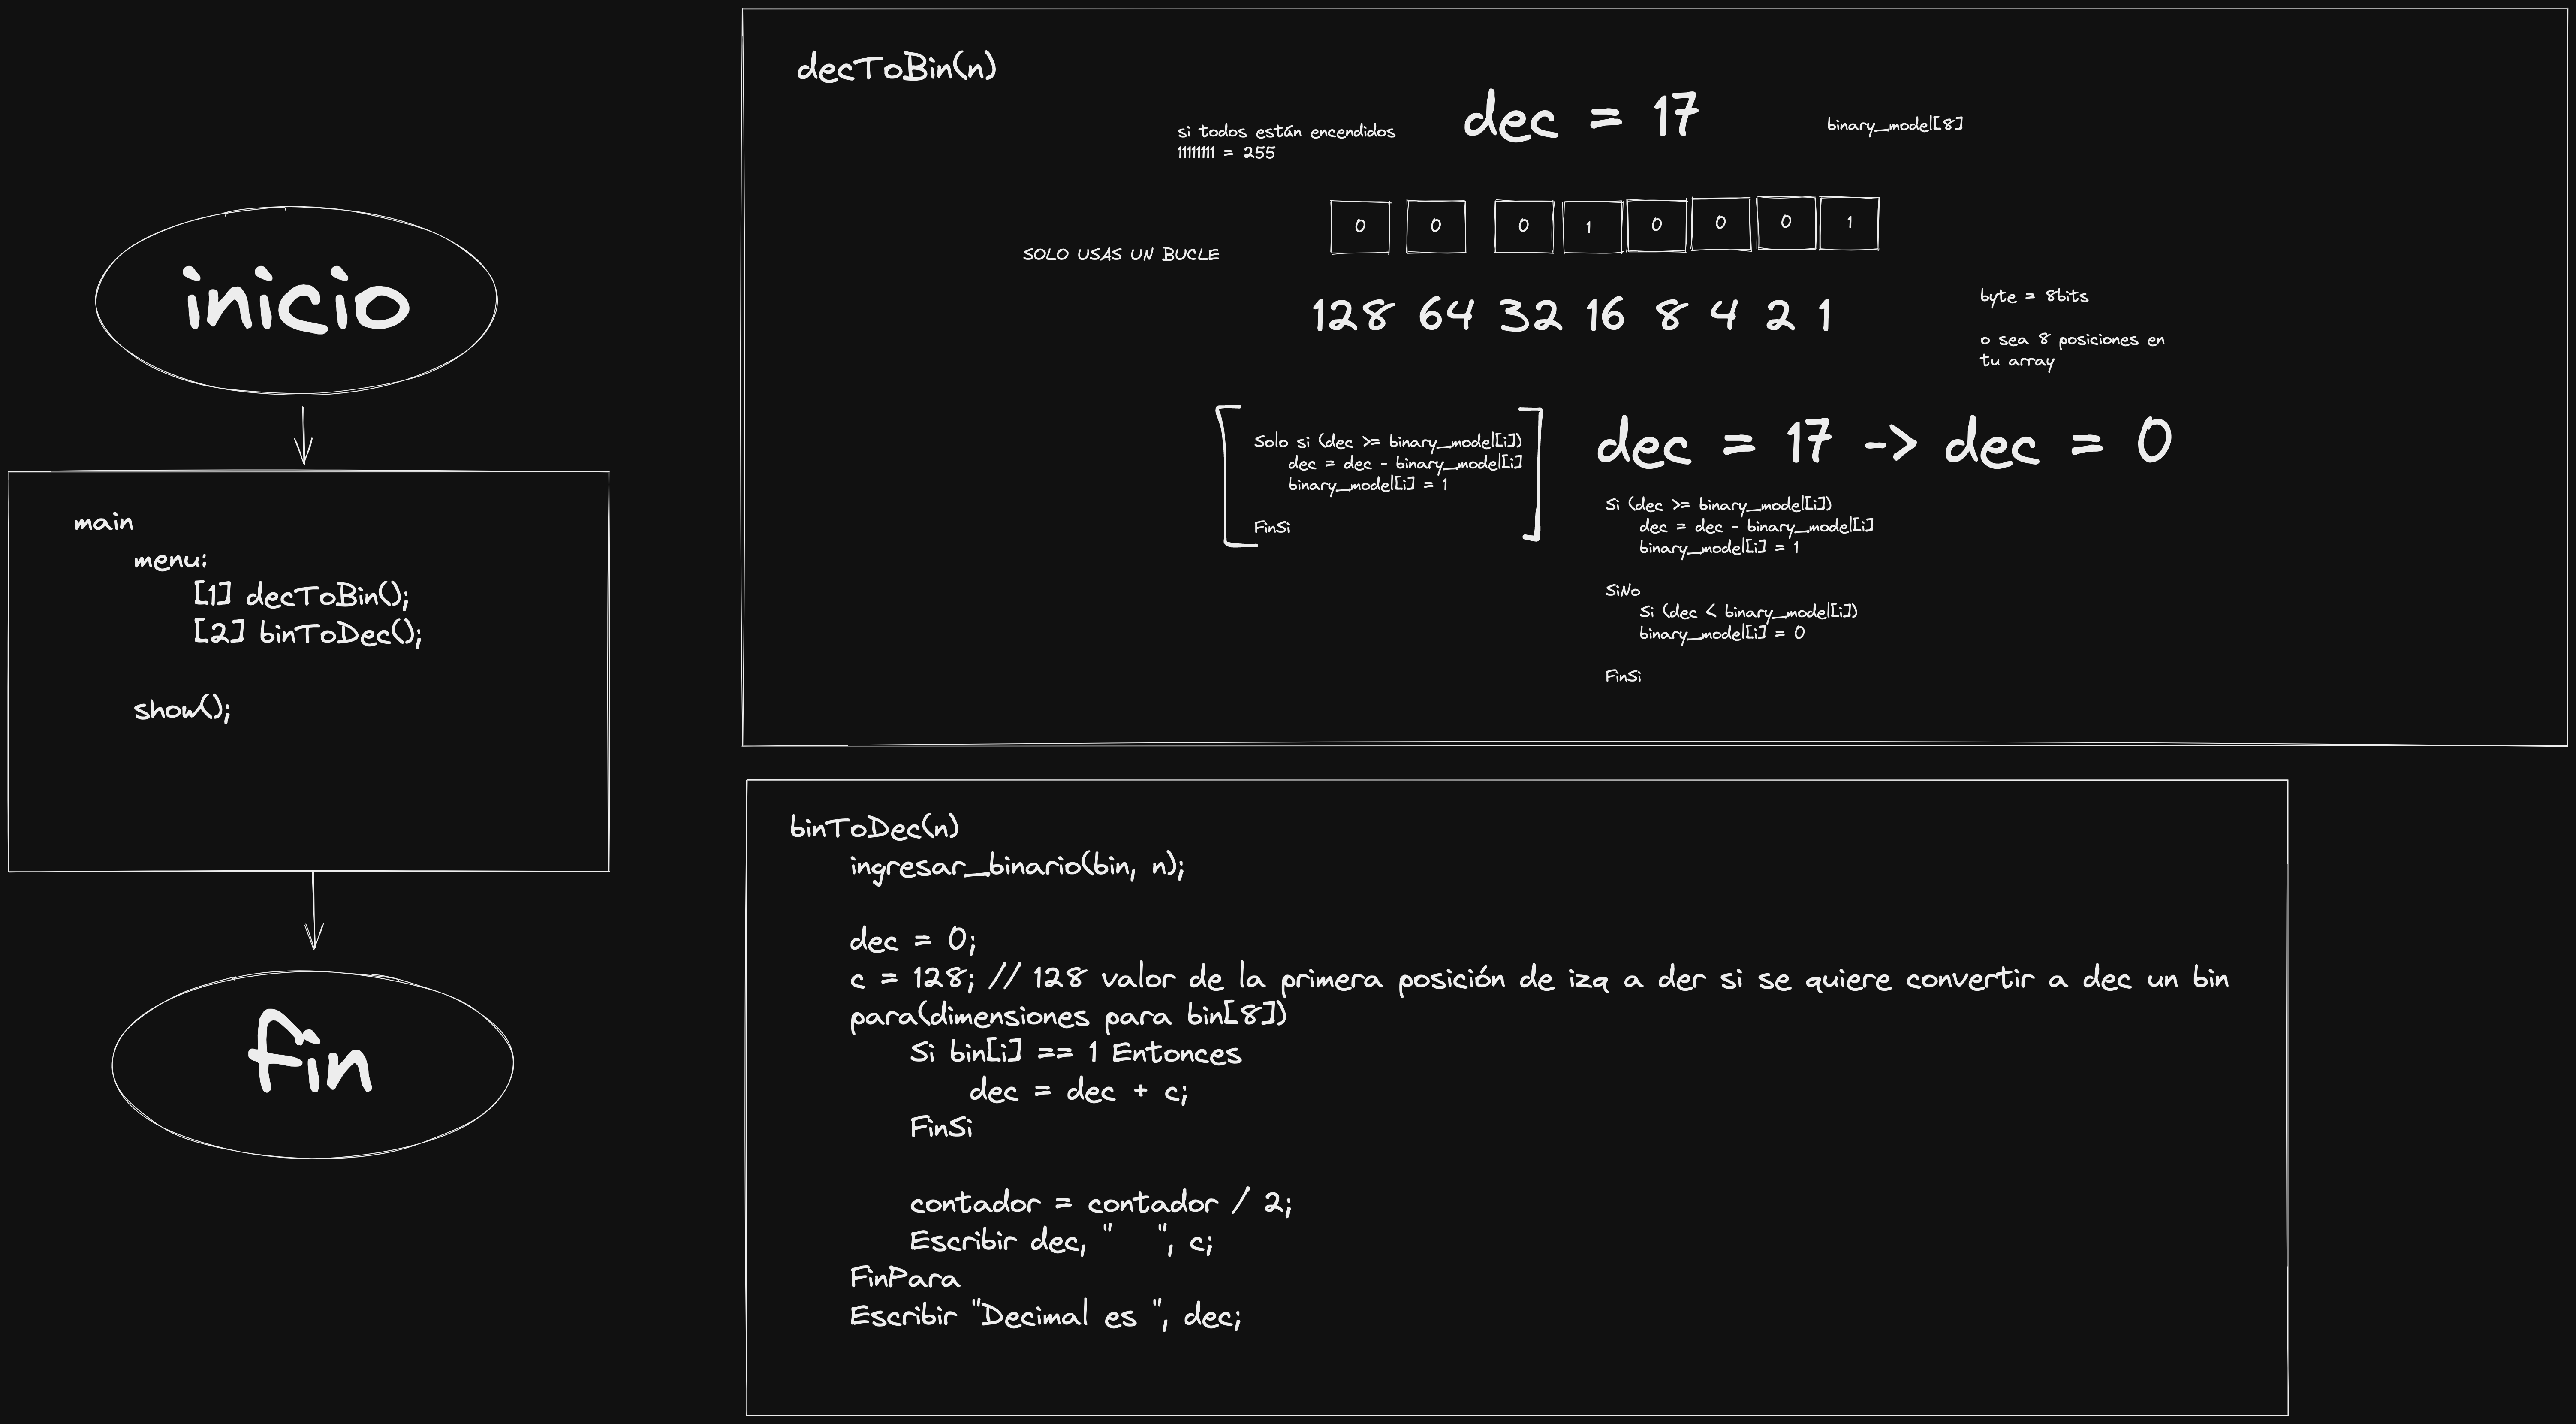 inicio
main
menu:
[1] decToBin();
[2] binToDec();
show();
fin
decToBin(n)
dec = 17
si todos están encendidos
11111111 = 255
binary_model[8]
0 0 0 1 0 0 0 1
SOLO USAS UN BUCLE
128 64 32 16 8 4 2 1
byte = 8bits
o sea 8 posiciones en
tu array
Solo si (dec >= binary_model[i])
dec = dec - binary_model[i]
binary_model[i] = 1
FinSi
dec = 17 -> dec = 0
Si (dec >= binary_model[i])
dec = dec - binary_model[i]
binary_model[i] = 1
SiNo
Si (dec < binary_model[i])
binary_model[i] = 0
FinSi
binToDec(n)
ingresar_binario(bin, n);
dec = 0;
c = 128; // 128 valor de la primera posición de izq a der si se quiere convertir a dec un bin
para(dimensiones para bin[8])
Si bin[i] == 1 Entonces
dec = dec + c;
FinSi
contador = contador / 2;
Escribir dec, "   ", c;
FinPara
Escribir "Decimal es ", dec;